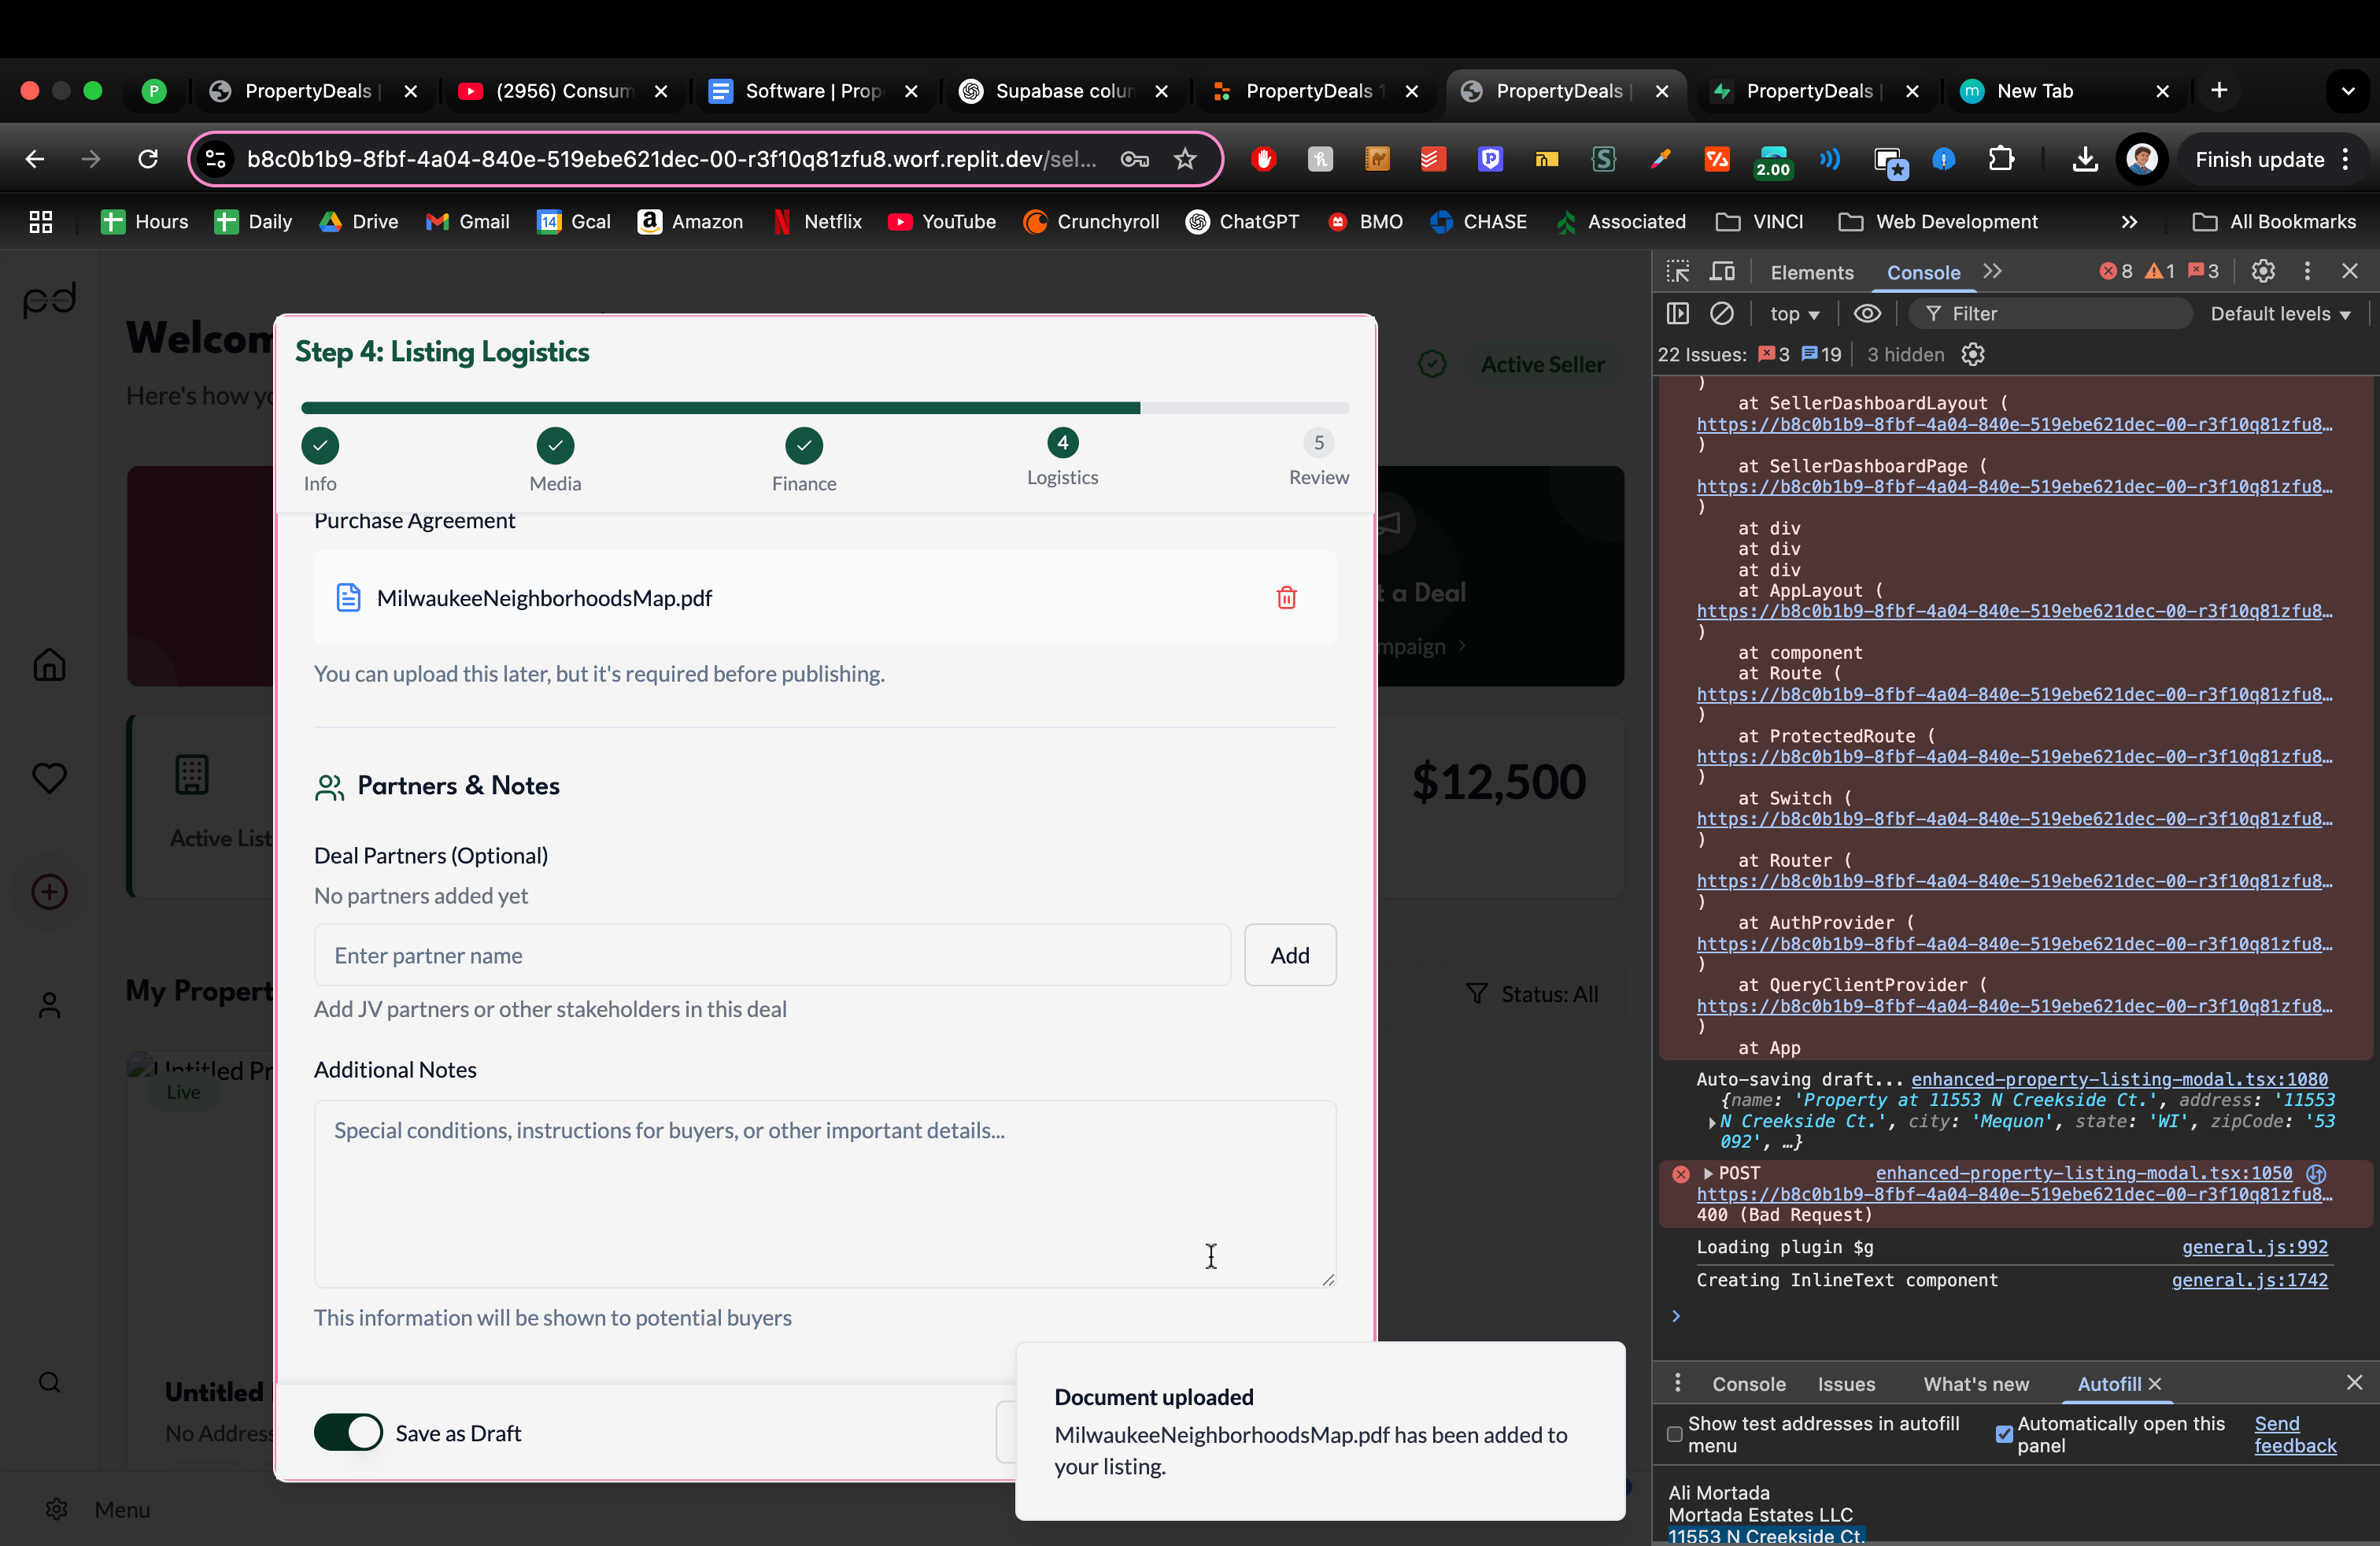 PropertyDeals |
(2956) Consum
Software | Prop
Supabase colur
PropertyDeals 1
PropertyDeals |
PropertyDeals |
New Tab
b8c0b1b9-8fbf-4a04-840e-519ebe621dec-00-r3f10q81zfu8.worf.replit.dev/sel...
2.00
Finish update
Hours
Daily
Drive
Gmail
Gcal
Amazon
Netflix
YouTube
Crunchyroll
ChatGPT
BMO
CHASE
Associated
VINCI
Web Development
All Bookmarks
pd
Welcom
Here's how yo
Active Seller
Step 4: Listing Logistics
4
5
Info
Media
Finance
Logistics
Review
Purchase Agreement
MilwaukeeNeighborhoodsMap.pdf
You can upload this later, but it's required before publishing.
t a Deal
mpaign
Active List
$12,500
Partners & Notes
Deal Partners (Optional)
No partners added yet
Enter partner name
Add
Add JV partners or other stakeholders in this deal
My Propert
Status: All
Additional Notes
Special conditions, instructions for buyers, or other important details...
This information will be shown to potential buyers
Untitled Pr
Live
Untitled
No Address
Save as Draft
Document uploaded
MilwaukeeNeighborhoodsMap.pdf has been added to
your listing.
Menu
Elements
Console
8
1
3
top
Filter
Default levels
22 Issues:
3
19
3 hidden
)
at SellerDashboardLayout (
https://b8c0b1b9-8fbf-4a04-840e-519ebe621dec-00-r3f10q81zfu8…
)
at SellerDashboardPage (
https://b8c0b1b9-8fbf-4a04-840e-519ebe621dec-00-r3f10q81zfu8…
)
at div
at div
at div
at AppLayout (
https://b8c0b1b9-8fbf-4a04-840e-519ebe621dec-00-r3f10q81zfu8…
)
at component
at Route (
https://b8c0b1b9-8fbf-4a04-840e-519ebe621dec-00-r3f10q81zfu8…
)
at ProtectedRoute (
https://b8c0b1b9-8fbf-4a04-840e-519ebe621dec-00-r3f10q81zfu8…
)
at Switch (
https://b8c0b1b9-8fbf-4a04-840e-519ebe621dec-00-r3f10q81zfu8…
)
at Router (
https://b8c0b1b9-8fbf-4a04-840e-519ebe621dec-00-r3f10q81zfu8…
)
at AuthProvider (
https://b8c0b1b9-8fbf-4a04-840e-519ebe621dec-00-r3f10q81zfu8…
)
at QueryClientProvider (
https://b8c0b1b9-8fbf-4a04-840e-519ebe621dec-00-r3f10q81zfu8…
)
at App
Auto-saving draft... enhanced-property-listing-modal.tsx:1080
{name: 'Property at 11553 N Creekside Ct.', address: '11553
N Creekside Ct.', city: 'Mequon', state: 'WI', zipCode: '53
092', …}
POST enhanced-property-listing-modal.tsx:1050
https://b8c0b1b9-8fbf-4a04-840e-519ebe621dec-00-r3f10q81zfu8…
400 (Bad Request)
Loading plugin $g general.js:992
Creating InlineText component general.js:1742
Console
Issues
What's new
Autofill
Show test addresses in autofill
menu
Automatically open this
panel
Send
feedback
Ali Mortada
Mortada Estates LLC
11553 N Creekside Ct.